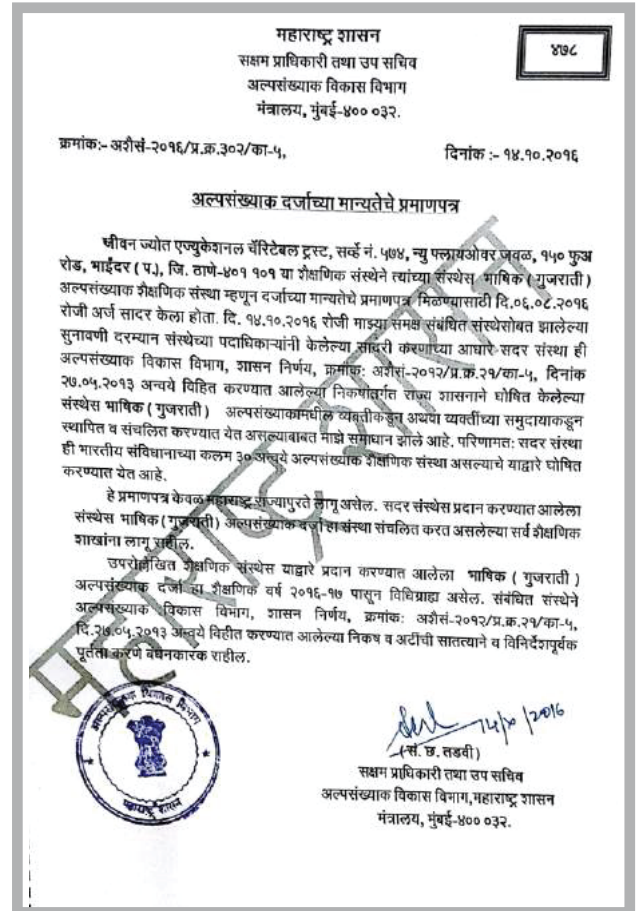 महाराष्ट्र शासन
सक्षम प्राधिकारी तथा उप सचिव
अल्पसंख्याक विकास विभाग
मंत्रालय, मुंबई-४०० ०३२.
४७८
क्रमांक:- अशैसं-२०१६/प्र.क्र.३०२/का-५,
दिनांक :- १४.१०.२०१६
अल्पसंख्याक दर्जाच्या मान्यतेचे प्रमाणपत्र
जीवन ज्योत एज्युकेशनल चॅरिटेबल ट्रस्ट, सर्व्हे नं. ५७४, न्यु फ्लायओवर जवळ, १५० फुअ
रोड, भाईंदर ( प.), जि. ठाणे-४०१ १०१ या शैक्षणिक संस्थेने त्यांच्या संस्थेस भाषिक ( गुजराती )
अल्पसंख्याक शैक्षणिक संस्था म्हणून दर्जाच्या मान्यतेचे प्रमाणपत्र मिळण्यासाठी दि.०६.०८.२०१६
रोजी अर्ज सादर केला होता. दि. १४.१०.२०१६ रोजी माझ्या समक्ष संबंधित संस्थेसोबत झालेल्या
सुनावणी दरम्यान संस्थेच्या पदाधिकाऱ्यांनी केलेल्या सादरी करणाच्या आधारे सदर संस्था ही
अल्पसंख्याक विकास विभाग, शासन निर्णय, क्रमांक: अशैसं-२०१२/प्र.क्र.२१/का-५, दिनांक
२७.०५.२०१३ अन्वये विहित करण्यात आलेल्या निकषांतर्गत राज्य शासनाने घोषित केलेल्या
संस्थेस भाषिक ( गुजराती ) अल्पसंख्याकांमधील व्यक्तीकडून अथवा व्यक्तींच्या समुदायाकडून
स्थापित व संचलित करण्यात येत असल्याबाबत माझे समाधान झाले आहे. परिणामत: सदर संस्था
ही भारतीय संविधानाच्या कलम ३० अन्वये अल्पसंख्याक शैक्षणिक संस्था असल्याचे याद्वारे घोषित
करण्यात येत आहे.
हे प्रमाणपत्र केवळ महाराष्ट्र राज्यापुरते लागू असेल. सदर संस्थेस प्रदान करण्यात आलेला
संस्थेस भाषिक ( गुजराती) अल्पसंख्याक दर्जा हा संस्था संचलित करत असलेल्या सर्व शैक्षणिक
शाखांना लागू राहील.
उपरोल्लेखित शैक्षणिक संस्थेस याद्वारे प्रदान करण्यात आलेला भाषिक ( गुजराती )
अल्पसंख्याक दर्जा हा शैक्षणिक वर्ष २०१६-१७ पासून विधिग्राह्य असेल. संबंधित संस्थेने
अल्पसंख्याक विकास विभाग, शासन निर्णय, क्रमांक: अशैसं-२०१२/प्र.क्र.२१/का-५,
दि.२७.०५.२०१३ अन्वये विहीत करण्यात आलेल्या निकष व अटींची सातत्याने व विनिर्देशपूर्वक
पूर्तता करणे बंधनकारक राहील.
महाराष्ट्र शासन
अल्पसंख्याक विकास विभाग
महाराष्ट्र शासन
14/x/2016
(सं. छ. तडवी)
सक्षम प्राधिकारी तथा उप सचिव
अल्पसंख्याक विकास विभाग,महाराष्ट्र शासन
मंत्रालय, मुंबई-४०० ०३२.